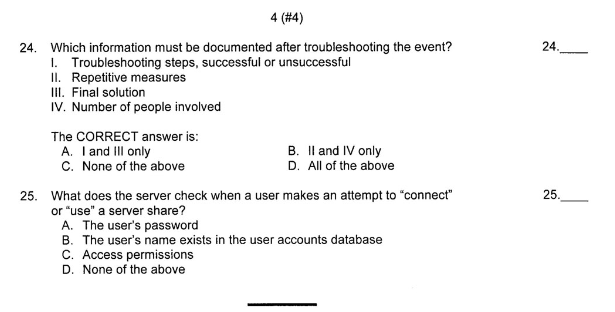 4 (#4)
24. Which information must be documented after troubleshooting the event? 24.____
I. Troubleshooting steps, successful or unsuccessful
II. Repetitive measures
III. Final solution
IV. Number of people involved
The CORRECT answer is:
A. I and III only B. II and IV only
C. None of the above D. All of the above
25. What does the server check when a user makes an attempt to "connect" 25.____
or "use" a server share?
A. The user's password
B. The user's name exists in the user accounts database
C. Access permissions
D. None of the above